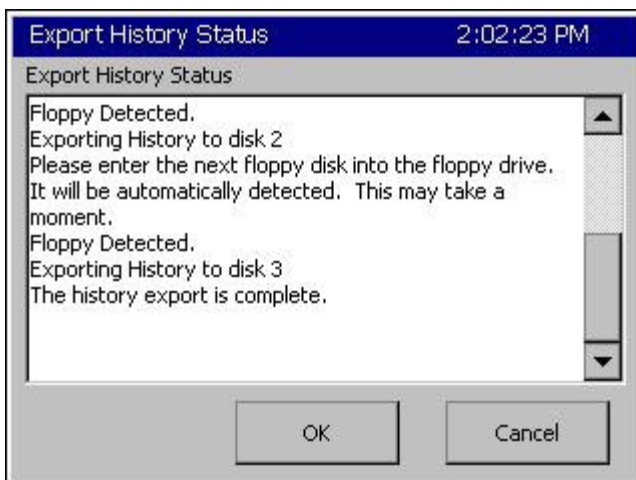 Export History Status 2:02:23 PM
Export History Status
Floppy Detected.
Exporting History to disk 2
Please enter the next floppy disk into the floppy drive.
It will be automatically detected.  This may take a
moment.
Floppy Detected.
Exporting History to disk 3
The history export is complete.
OK Cancel